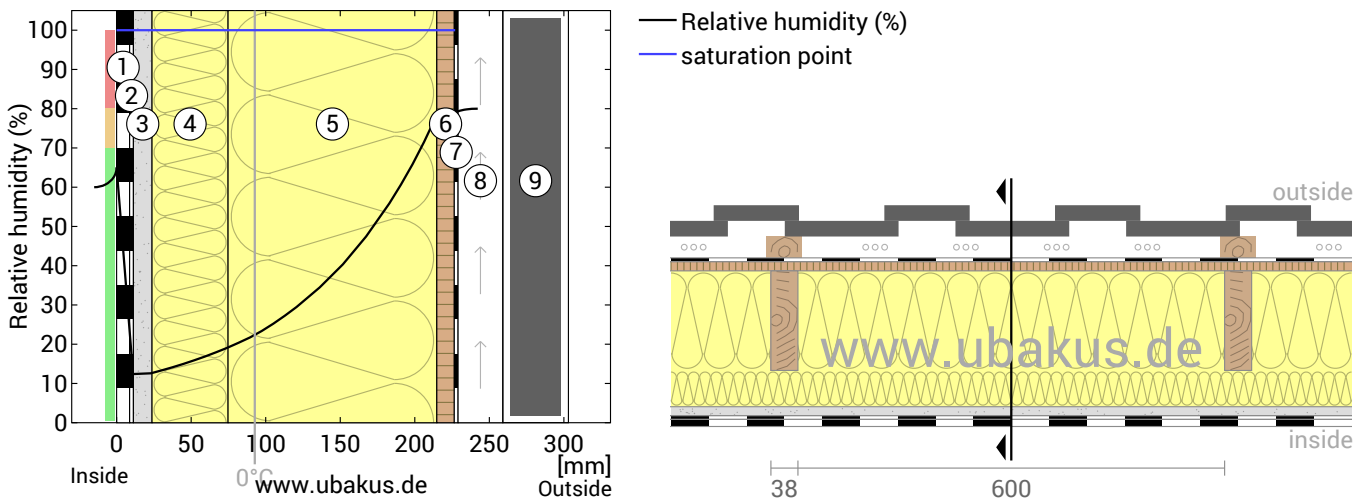 Relative humidity (%)
saturation point
Relative humidity (%)
100
90
80
70
60
50
40
30
20
10
0
1
2
3
4
5
6
7
8
9
0
50
100
150
200
250
300
[mm]
Inside
0°C
www.ubakus.de
Outside
outside
www.ubakus.de
inside
38
600